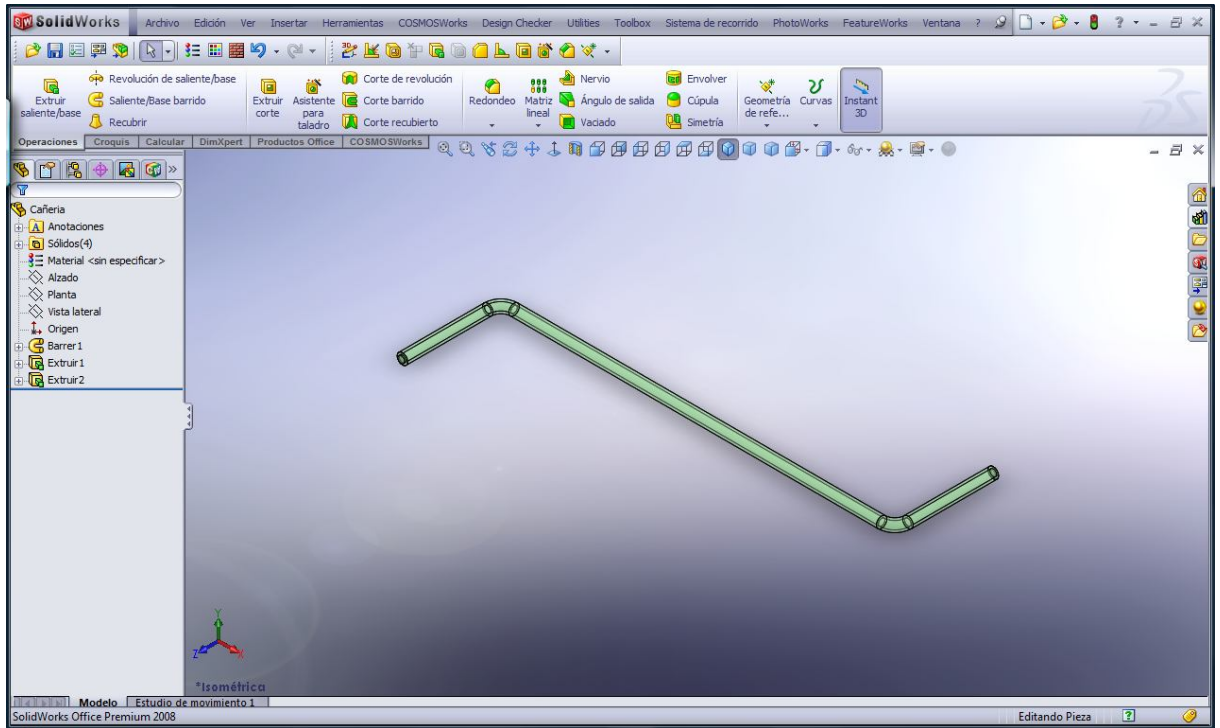 SolidWorks Archivo Edición Ver Insertar Herramientas COSMOSWorks Design Checker Utilities Toolbox Sistema de recorrido PhotoWorks FeatureWorks Ventana ?
Extruir saliente/base
Revolución de saliente/base
Saliente/Base barrido
Recubrir
Extruir corte
Asistente para taladro
Corte de revolución
Corte barrido
Corte recubierto
Redondeo
Matriz lineal
Nervio
Ángulo de salida
Vaciado
Envolver
Cúpula
Simetría
Geometría de refe...
Curvas
Instant 3D
Operaciones Croquis Calcular DimXpert Productos Office COSMOSWorks
Cañeria
Anotaciones
Sólidos(4)
Material <sin especificar>
Alzado
Planta
Vista lateral
Origen
Barrer1
Extruir1
Extruir2
Y
Z X
*Isométrica
Modelo Estudio de movimiento 1
SolidWorks Office Premium 2008 Editando Pieza ?